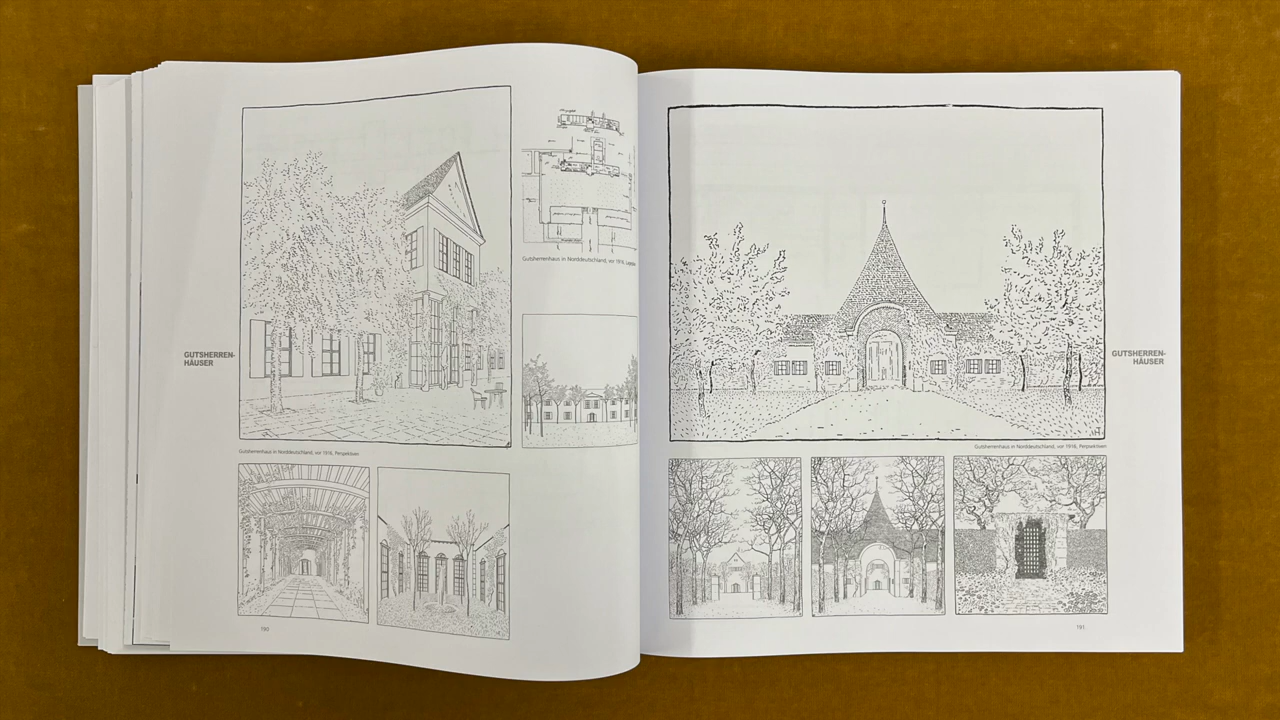 GUTSHERREN-
HÄUSER
Gutsherrenhaus in Norddeutschland, vor 1916,
Gutsherrenhaus in Norddeutschland, vor 1916, Perspektiven
190
GUTSHERREN-
HÄUSER
Gutsherrenhaus in Norddeutschland, vor 1916, Perspektiven
191